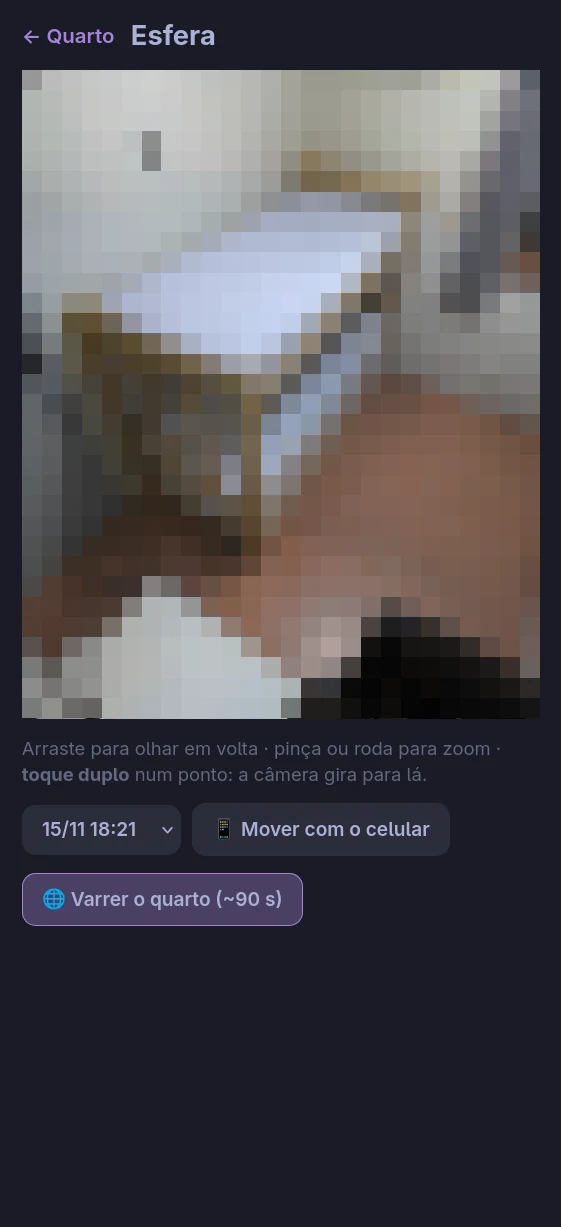 ← Quarto Esfera
Arraste para olhar em volta · pinça ou roda para zoom ·
toque duplo num ponto: a câmera gira para lá.
15/11 18:21
📱 Mover com o celular
🌐 Varrer o quarto (~90 s)